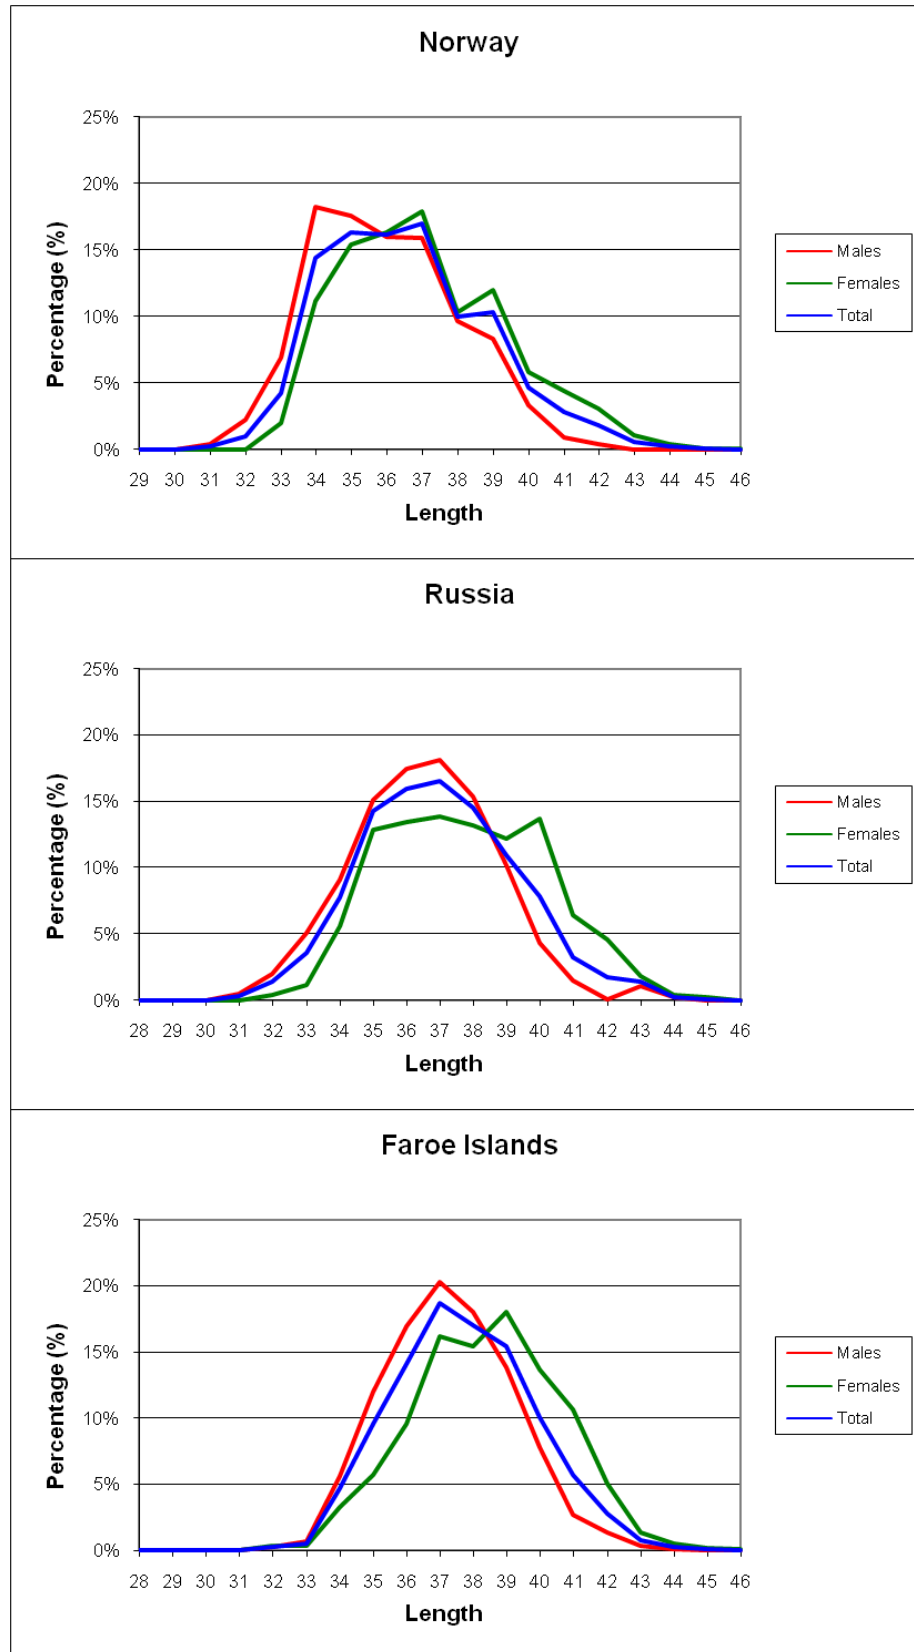 Norway
25%
20%
15%
10%
5%
0%
Percentage (%)
29 30 31 32 33 34 35 36 37 38 39 40 41 42 43 44 45 46
Length
Males
Females
Total
Russia
25%
20%
15%
10%
5%
0%
Percentage (%)
28 29 30 31 32 33 34 35 36 37 38 39 40 41 42 43 44 45 46
Length
Males
Females
Total
Faroe Islands
25%
20%
15%
10%
5%
0%
Percentage (%)
28 29 30 31 32 33 34 35 36 37 38 39 40 41 42 43 44 45 46
Length
Males
Females
Total